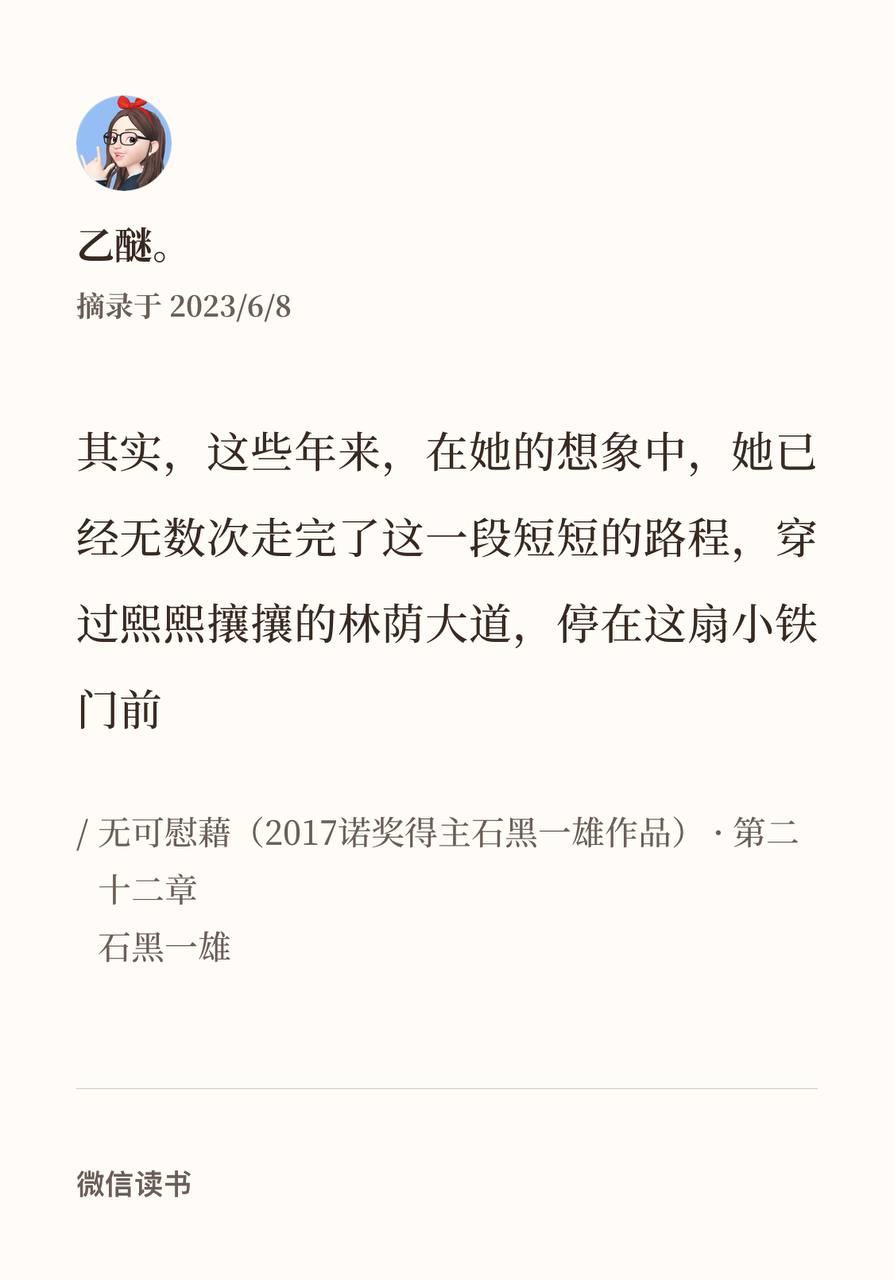 乙醚。
摘录于 2023/6/8
其实，这些年来，在她的想象中，她已
经无数次走完了这一段短短的路程，穿
过熙熙攘攘的林荫大道，停在这扇小铁
门前
/ 无可慰藉（2017诺奖得主石黑一雄作品） · 第二
十二章
石黑一雄
微信读书